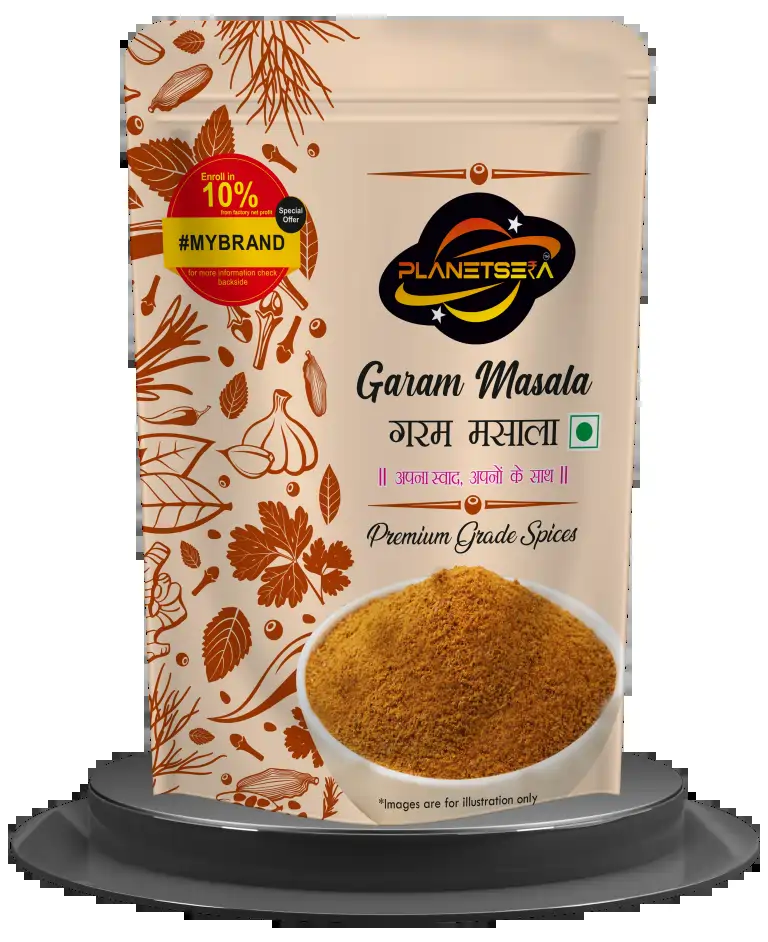 Enroll in
10%
from factory net profit
Special
Offer
#MYBRAND
for more information check
backside
PLANETSERA
TM
Garam Masala
गरम मसाला
|| अपना स्वाद, अपनों के साथ ||
Premium Grade Spices
*Images are for illustration only